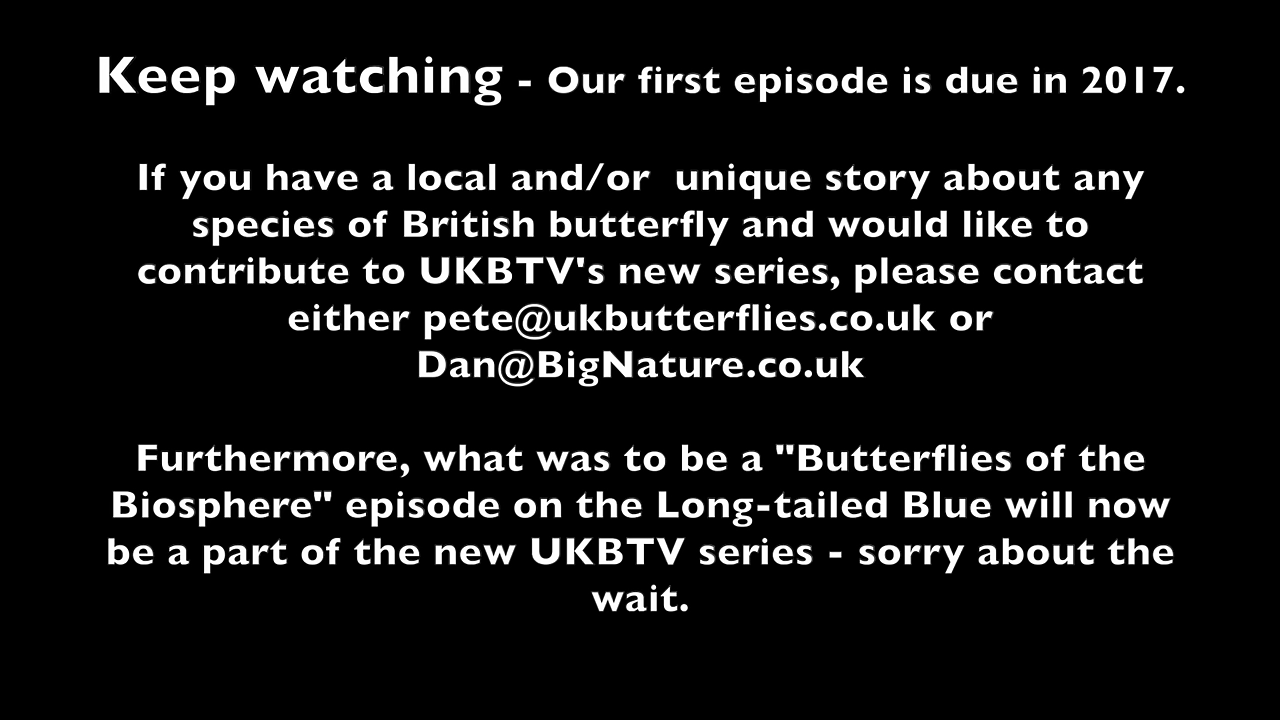 Keep watching - Our first episode is due in 2017.
If you have a local and/or  unique story about any
species of British butterfly and would like to
contribute to UKBTV's new series, please contact
either pete@ukbutterflies.co.uk or
Dan@BigNature.co.uk
Furthermore, what was to be a "Butterflies of the
Biosphere" episode on the Long-tailed Blue will now
be a part of the new UKBTV series - sorry about the
wait.